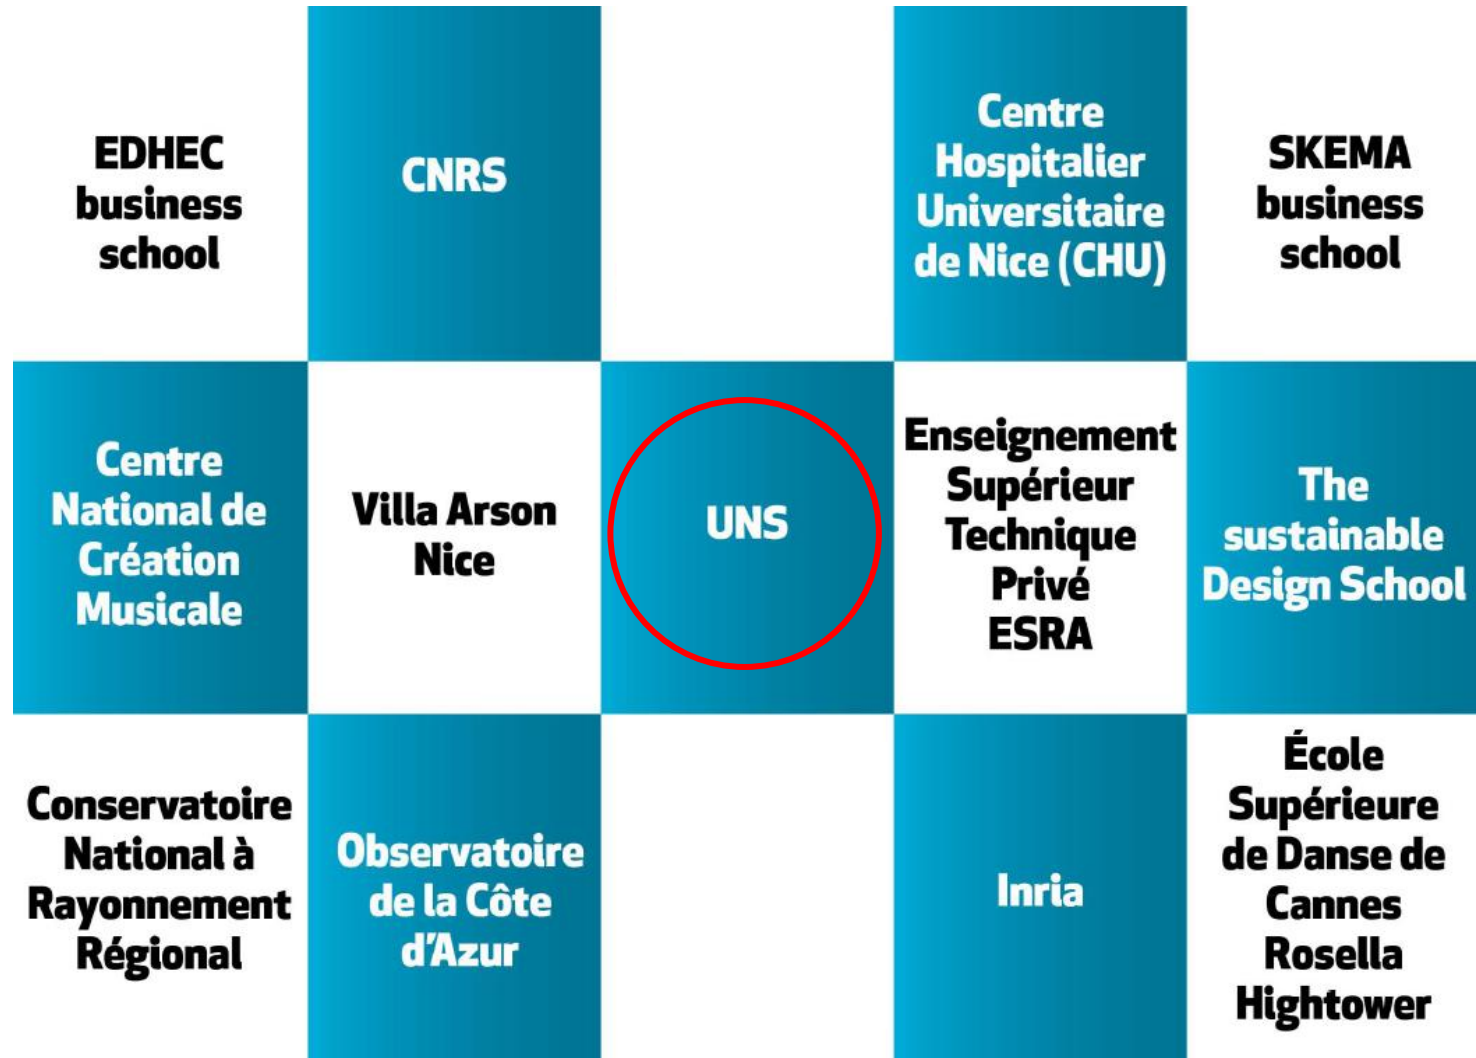 EDHEC
business
school
CNRS
Centre
Hospitalier
Universitaire
de Nice (CHU)
SKEMA
business
school
Centre
National de
Création
Musicale
Villa Arson
Nice
UNS
Enseignement
Supérieur
Technique
Privé
ESRA
The
sustainable
Design School
Conservatoire
National à
Rayonnement
Régional
Observatoire
de la Côte
d'Azur
Inria
École
Supérieure
de Danse de
Cannes
Rosella
Hightower